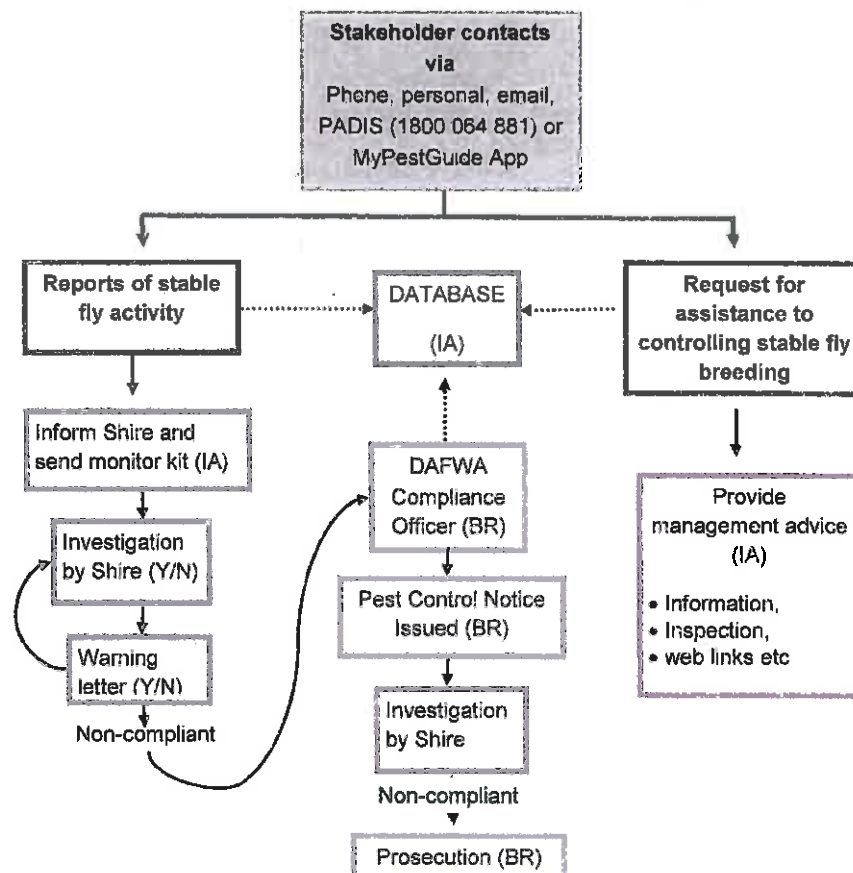 Stakeholder contacts
via
Phone, personal, email,
PADIS (1800 064 881) or
MyPestGuide App
Reports of stable
fly activity
DATABASE
(IA)
Request for
assistance to
controlling stable fly
breeding
Inform Shire and
send monitor kit (IA)
Investigation
by Shire (Y/N)
Warning
letter (Y/N)
Non-compliant
DAFWA
Compliance
Officer (BR)
Pest Control Notice
Issued (BR)
Investigation
by Shire
Non-compliant
Prosecution (BR)
Provide
management advice
(IA)
• Information,
• Inspection,
• web links etc